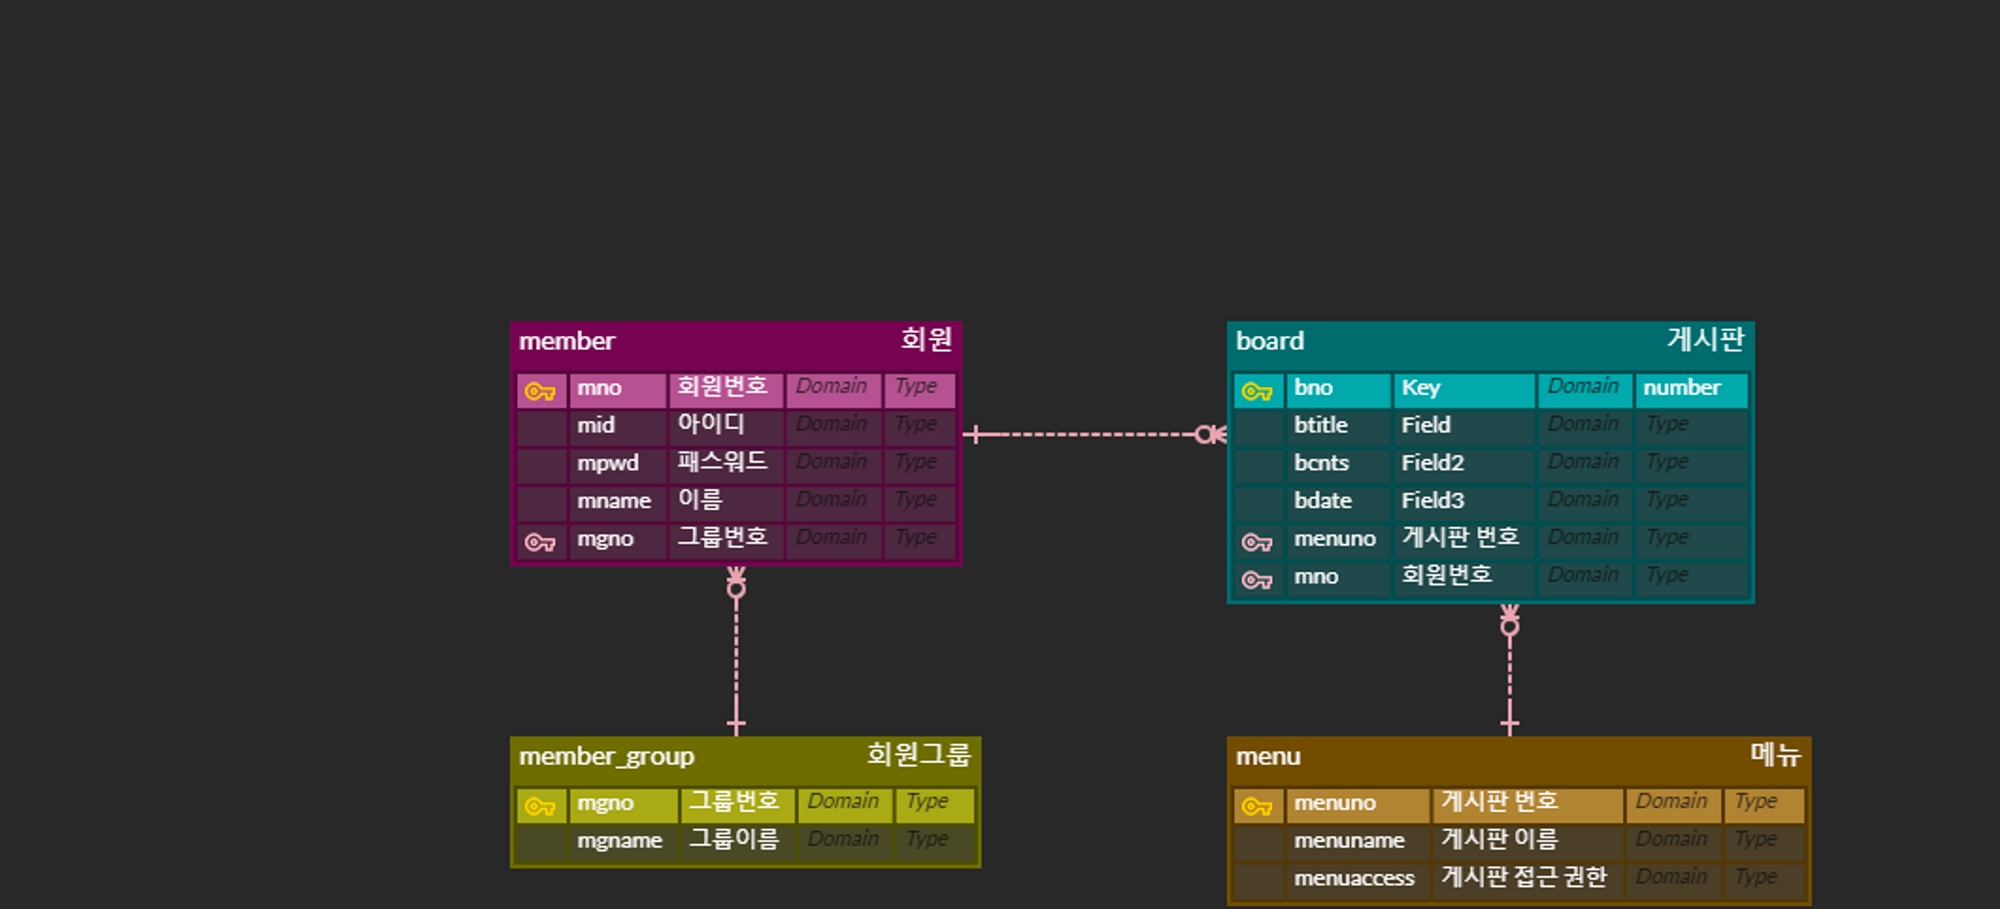 member 회원
mno 회원번호 Domain Type
mid 아이디 Domain Type
mpwd 패스워드 Domain Type
mname 이름 Domain Type
mgno 그룹번호 Domain Type
board 게시판
bno Key Domain number
btitle Field Domain Type
bcnts Field2 Domain Type
bdate Field3 Domain Type
menuno 게시판 번호 Domain Type
mno 회원번호 Domain Type
member_group 회원그룹
mgno 그룹번호 Domain Type
mgname 그룹이름 Domain Type
menu 메뉴
menuno 게시판 번호 Domain Type
menuname 게시판 이름 Domain Type
menuaccess 게시판 접근 권한 Domain Type